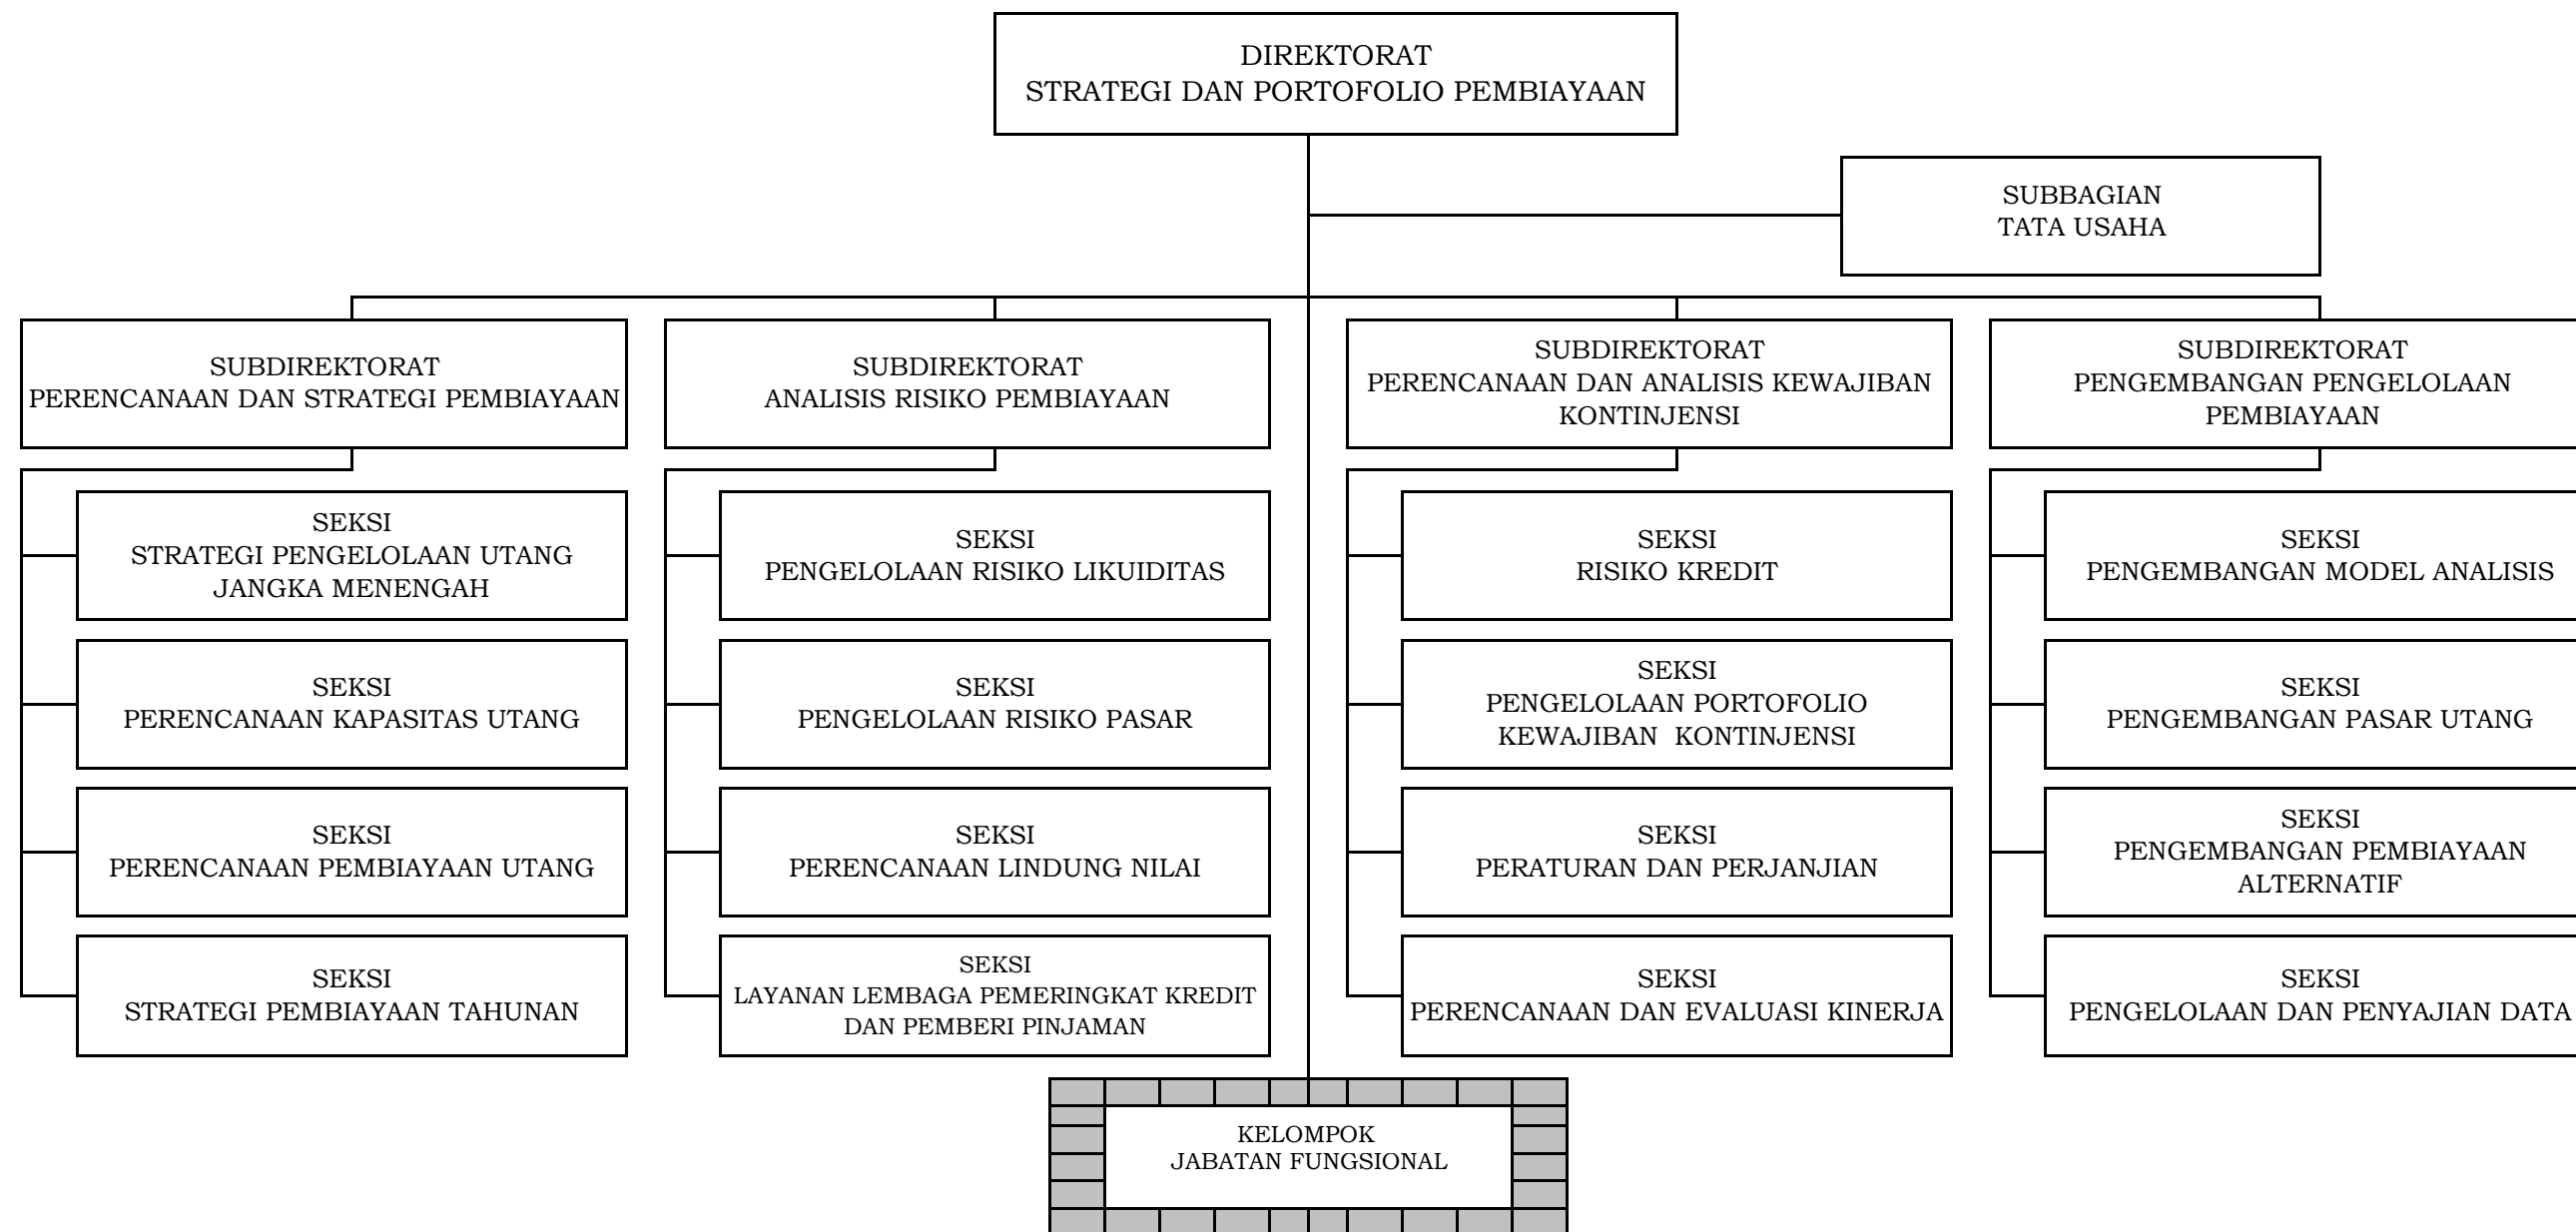 DIREKTORAT
STRATEGI DAN PORTOFOLIO PEMBIAYAAN
SUBBAGIAN
TATA USAHA
SUBDIREKTORAT
PERENCANAAN DAN STRATEGI PEMBIAYAAN
SEKSI
STRATEGI PENGELOLAAN UTANG
JANGKA MENENGAH
SEKSI
PERENCANAAN KAPASITAS UTANG
SEKSI
PERENCANAAN PEMBIAYAAN UTANG
SEKSI
STRATEGI PEMBIAYAAN TAHUNAN
SUBDIREKTORAT
ANALISIS RISIKO PEMBIAYAAN
SEKSI
PENGELOLAAN RISIKO LIKUIDITAS
SEKSI
PENGELOLAAN RISIKO PASAR
SEKSI
PERENCANAAN LINDUNG NILAI
SEKSI
LAYANAN LEMBAGA PEMERINGKAT KREDIT
DAN PEMBERI PINJAMAN
SUBDIREKTORAT
PERENCANAAN DAN ANALISIS KEWAJIBAN
KONTINJENSI
SEKSI
RISIKO KREDIT
SEKSI
PENGELOLAAN PORTOFOLIO
KEWAJIBAN  KONTINJENSI
SEKSI
PERATURAN DAN PERJANJIAN
SEKSI
PERENCANAAN DAN EVALUASI KINERJA
SUBDIREKTORAT
PENGEMBANGAN PENGELOLAAN
PEMBIAYAAN
SEKSI
PENGEMBANGAN MODEL ANALISIS
SEKSI
PENGEMBANGAN PASAR UTANG
SEKSI
PENGEMBANGAN PEMBIAYAAN
ALTERNATIF
SEKSI
PENGELOLAAN DAN PENYAJIAN DATA
KELOMPOK
JABATAN FUNGSIONAL